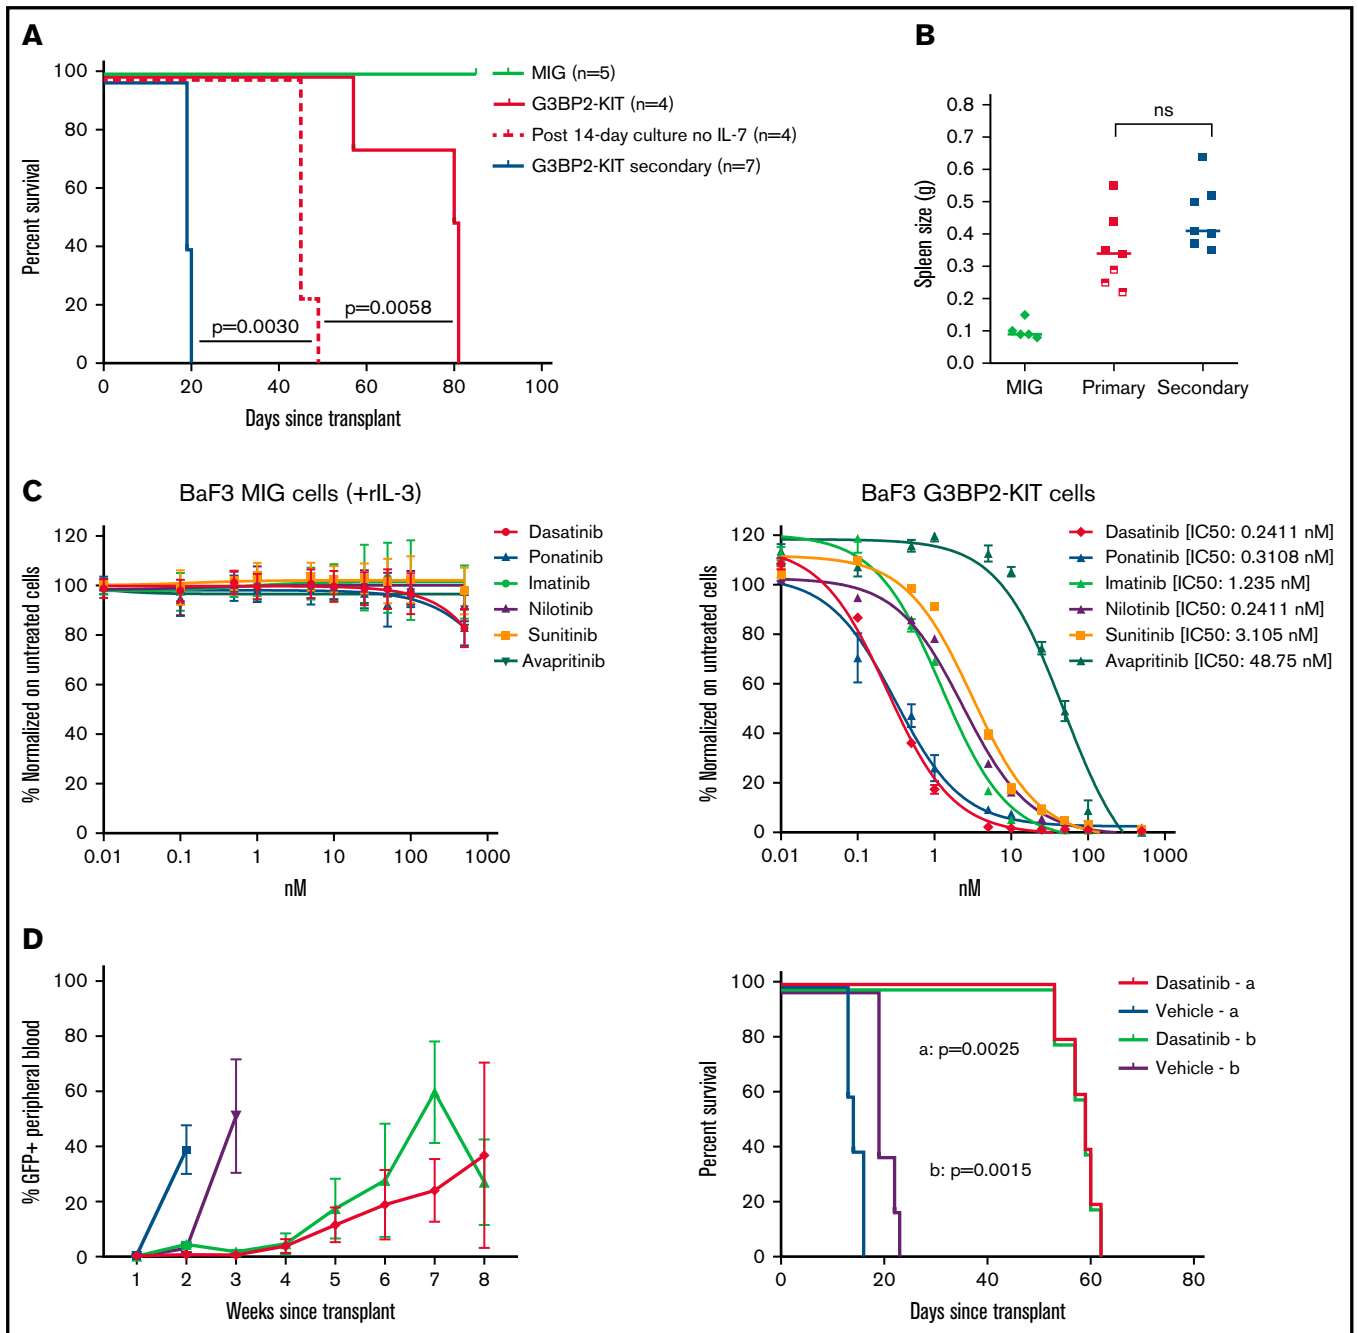 A
100
80
60
40
20
0
Percent survival
0 20 40 60 80 100
Days since transplant
p=0.0030
p=0.0058
MIG (n=5)
G3BP2-KIT (n=4)
Post 14-day culture no IL-7 (n=4)
G3BP2-KIT secondary (n=7)
B
0.8
0.7
0.6
0.5
0.4
0.3
0.2
0.1
0.0
Spleen size (g)
ns
MIG Primary Secondary
C
BaF3 MIG cells (+rIL-3)
120
100
80
60
40
20
0
% Normalized on untreated cells
0.01 0.1 1 10 100 1000
nM
Dasatinib
Ponatinib
Imatinib
Nilotinib
Sunitinib
Avapritinib
BaF3 G3BP2-KIT cells
120
100
80
60
40
20
0
% Normalized on untreated cells
0.01 0.1 1 10 100 1000
nM
Dasatinib [IC50: 0.2411 nM]
Ponatinib [IC50: 0.3108 nM]
Imatinib [IC50: 1.235 nM]
Nilotinib [IC50: 0.2411 nM]
Sunitinib [IC50: 3.105 nM]
Avapritinib [IC50: 48.75 nM]
D
100
80
60
40
20
0
% GFP+ peripheral blood
1 2 3 4 5 6 7 8
Weeks since transplant
100
80
60
40
20
0
Percent survival
0 20 40 60 80
Days since transplant
a: p=0.0025
b: p=0.0015
Dasatinib - a
Vehicle - a
Dasatinib - b
Vehicle - b